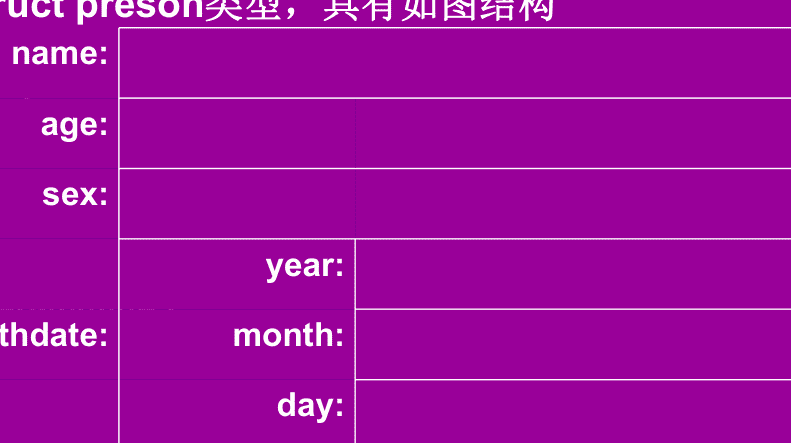 ruct preson类型，具有如图结构
name:
age:
sex:
year:
thdate: month:
day: